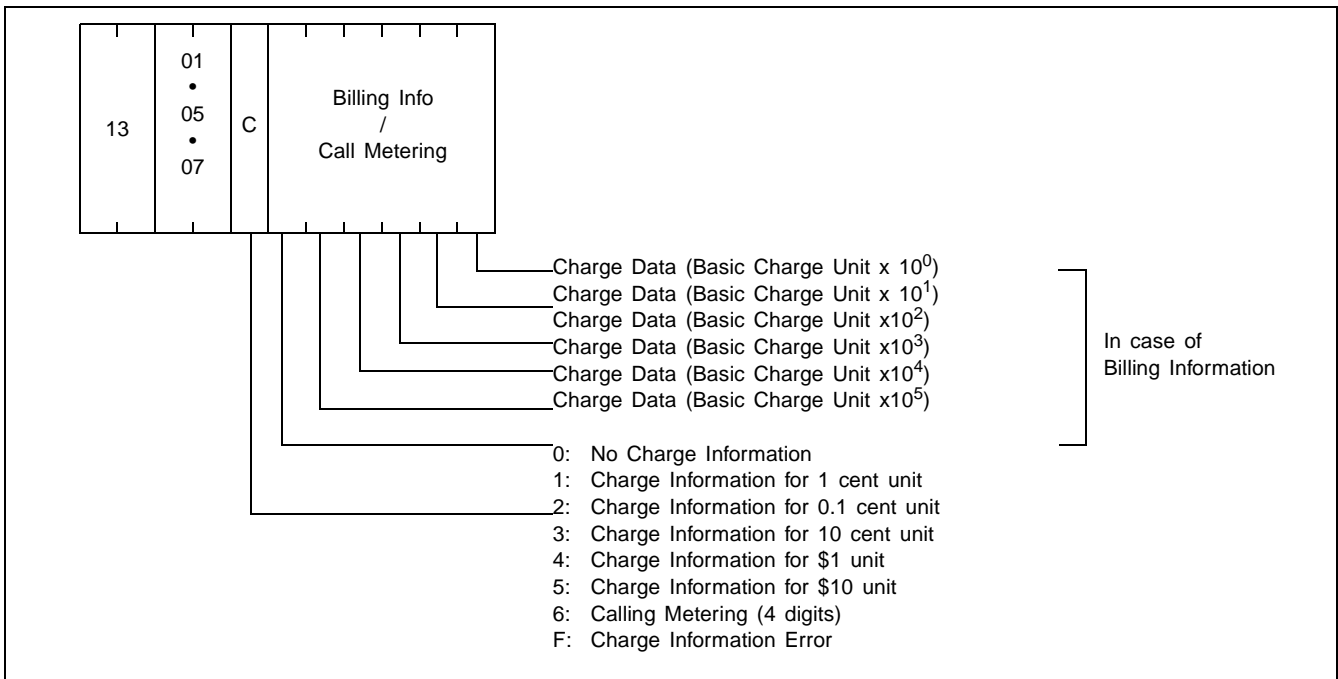 13
01
•
05
•
07
C
Billing Info
/
Call Metering
Charge Data (Basic Charge Unit x 10⁰)
Charge Data (Basic Charge Unit x 10¹)
Charge Data (Basic Charge Unit x10²)
Charge Data (Basic Charge Unit x10³)
Charge Data (Basic Charge Unit x10⁴)
Charge Data (Basic Charge Unit x10⁵)
In case of
Billing Information
0: No Charge Information
1: Charge Information for 1 cent unit
2: Charge Information for 0.1 cent unit
3: Charge Information for 10 cent unit
4: Charge Information for $1 unit
5: Charge Information for $10 unit
6: Calling Metering (4 digits)
F: Charge Information Error